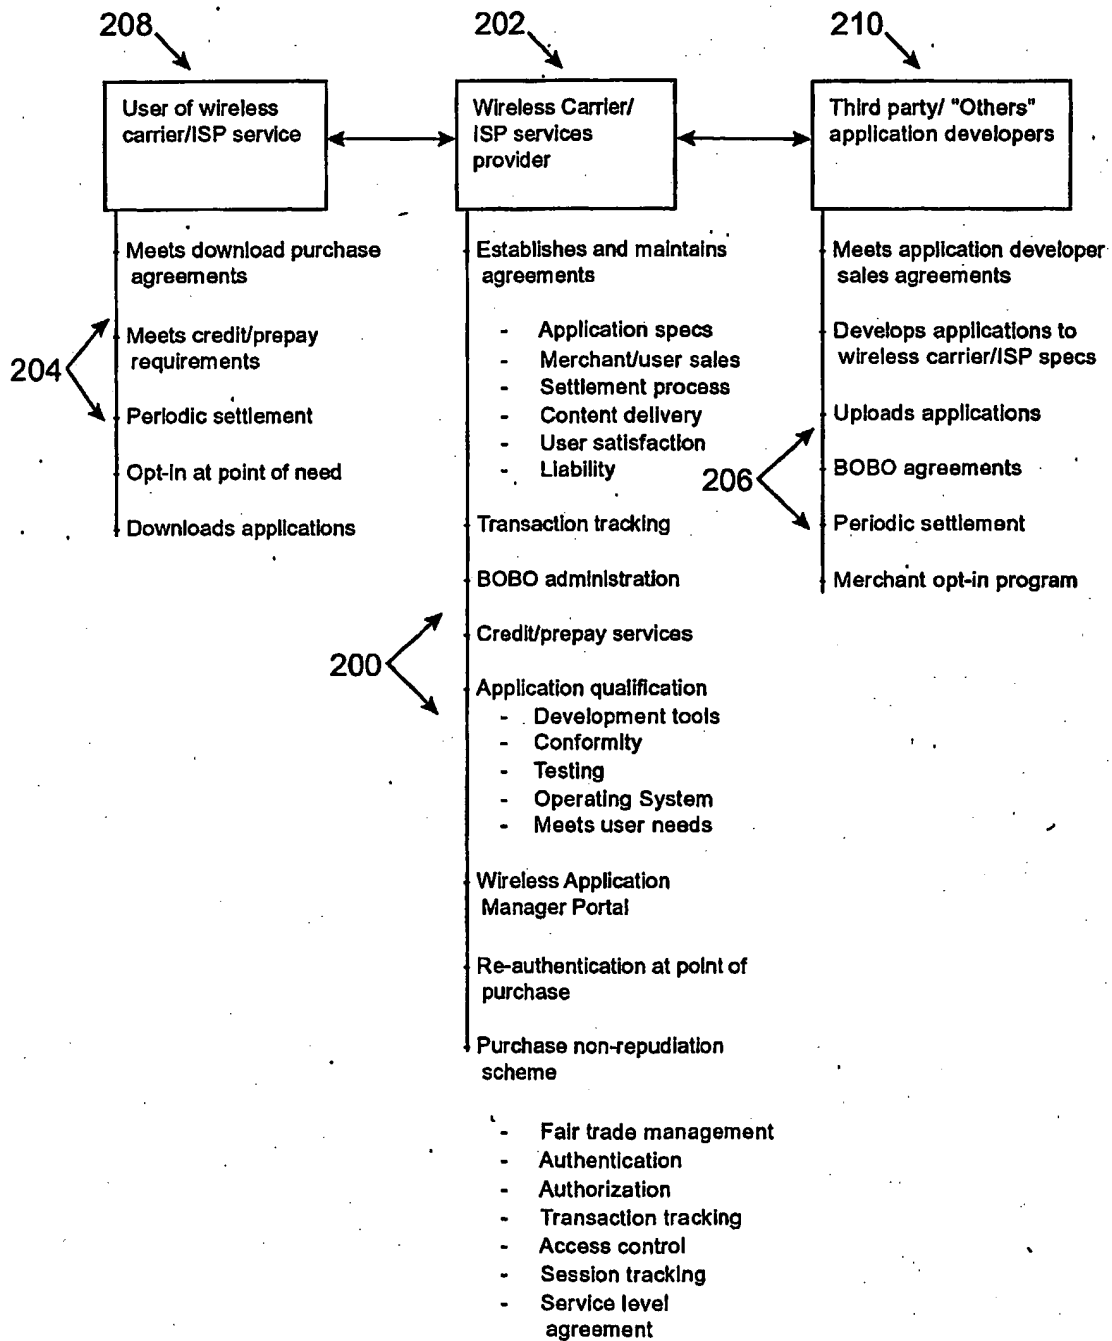 208
202
210
User of wireless
carrier/ISP service
Wireless Carrier/
ISP services
provider
Third party/ "Others"
application developers
Meets download purchase
agreements
Meets credit/prepay
requirements
204
Periodic settlement
Opt-in at point of need
Downloads applications
Establishes and maintains
agreements
- Application specs
- Merchant/user sales
- Settlement process
- Content delivery
- User satisfaction
- Liability
Transaction tracking
BOBO administration
Credit/prepay services
200
Application qualification
- Development tools
- Conformity
- Testing
- Operating System
- Meets user needs
Wireless Application
Manager Portal
Re-authentication at point of
purchase
Purchase non-repudiation
scheme
- Fair trade management
- Authentication
- Authorization
- Transaction tracking
- Access control
- Session tracking
- Service level
agreement
Meets application developer
sales agreements
Develops applications to
wireless carrier/ISP specs
Uploads applications
206
BOBO agreements
Periodic settlement
Merchant opt-in program